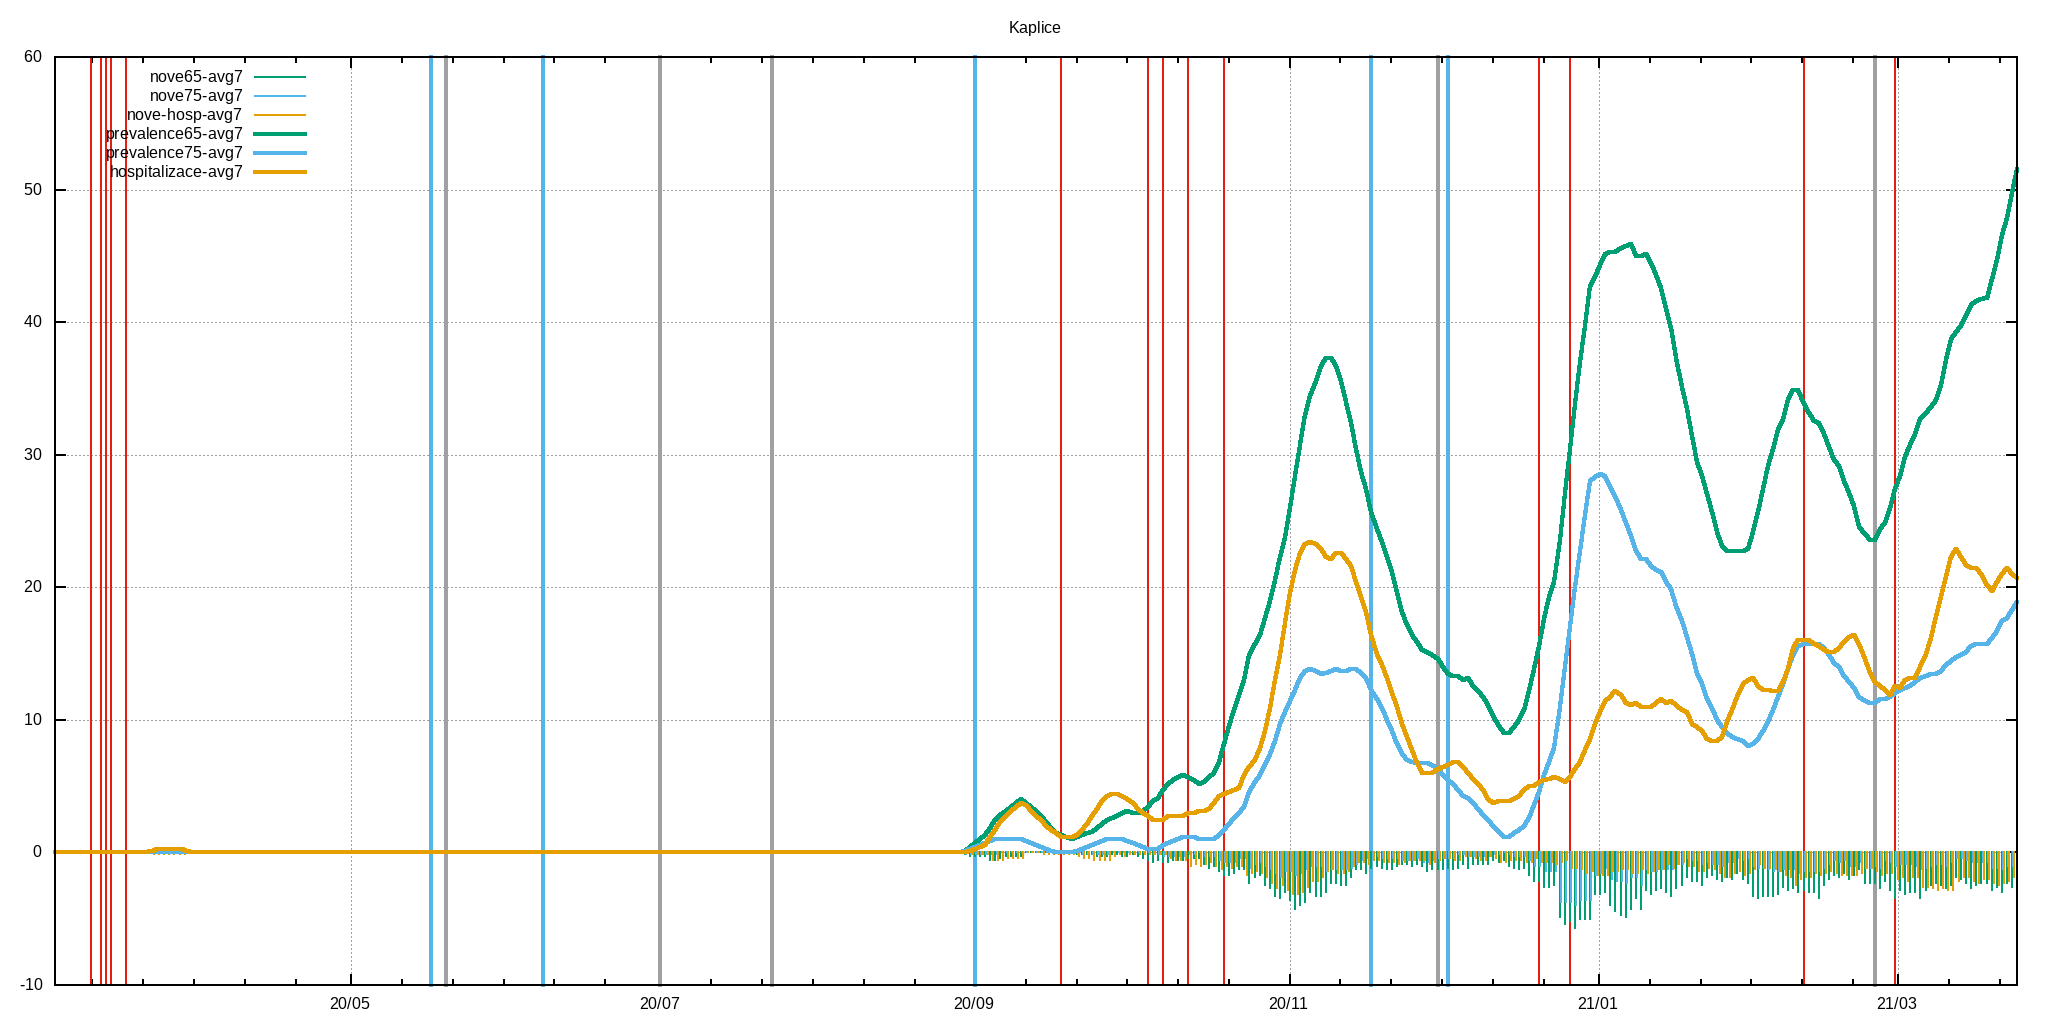 Kaplice
60
nove65-avg7
nove75-avg7
nove-hosp-avg7
prevalence65-avg7
prevalence75-avg7
hospitalizace-avg7
50
40
30
20
10
0
-10
20/05 20/07 20/09 20/11 21/01 21/03